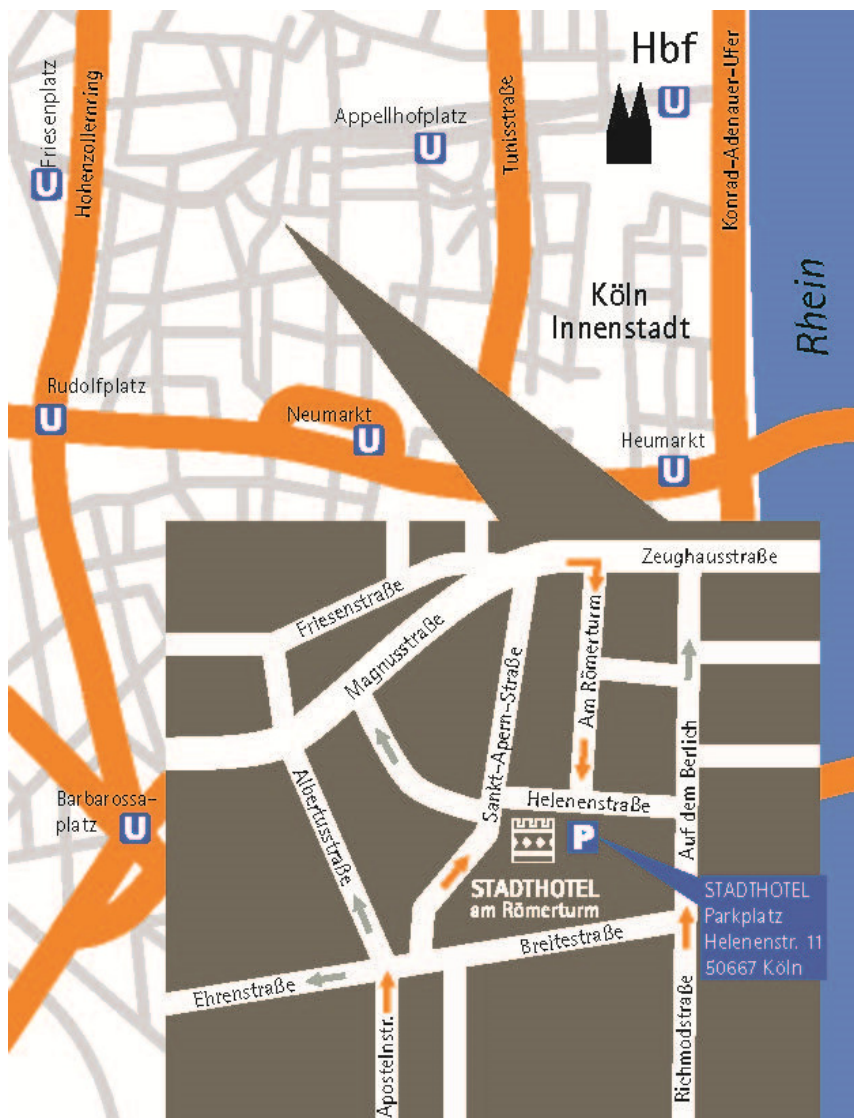 Hbf
U
Friesenplatz
U
Hohenzollernring
Appellhofplatz
U
Tunisstraße
Konrad-Adenauer-Ufer
Rhein
Köln
Innenstadt
Rudolfplatz
U
Neumarkt
U
Heumarkt
U
Barbarossa-
platz
U
Zeughausstraße
Friesenstraße
Magnusstraße
Sankt-Apern-Straße
Am Römerturm
Auf dem Berlich
Albertusstraße
Helenenstraße
P
STADTHOTEL
am Römerturm
STADTHOTEL
Parkplatz
Helenenstr. 11
50667 Köln
Breitestraße
Ehrenstraße
Apostelnstr.
Richmodstraße